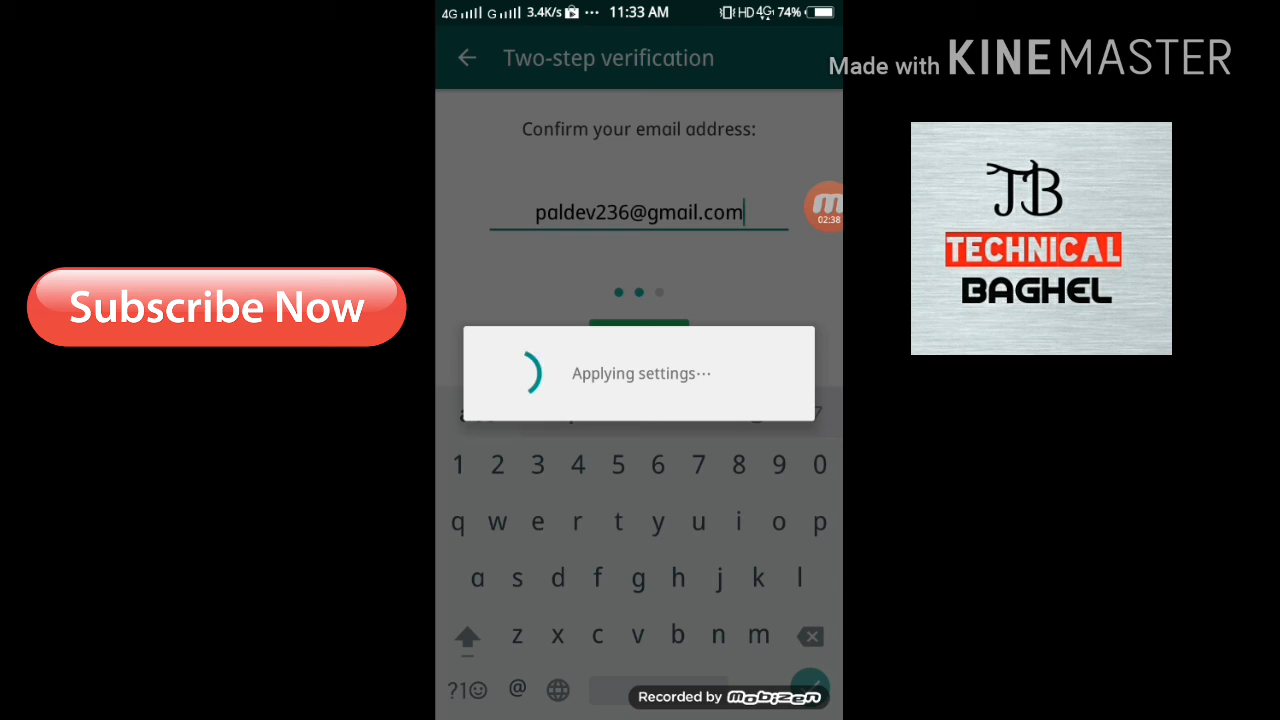 4G G 3.4K/s ··· 11:33 AM HD 4G 74%
Two-step verification
Made with KINEMASTER
Confirm your email address:
paldev236@gmail.com
02:38
JB
TECHNICAL
BAGHEL
Subscribe Now
Applying settings···
1 2 3 4 5 6 7 8 9 0
q w e r t y u i o p
a s d f g h j k l
z x c v b n m
?1 @
Recorded by mobizen